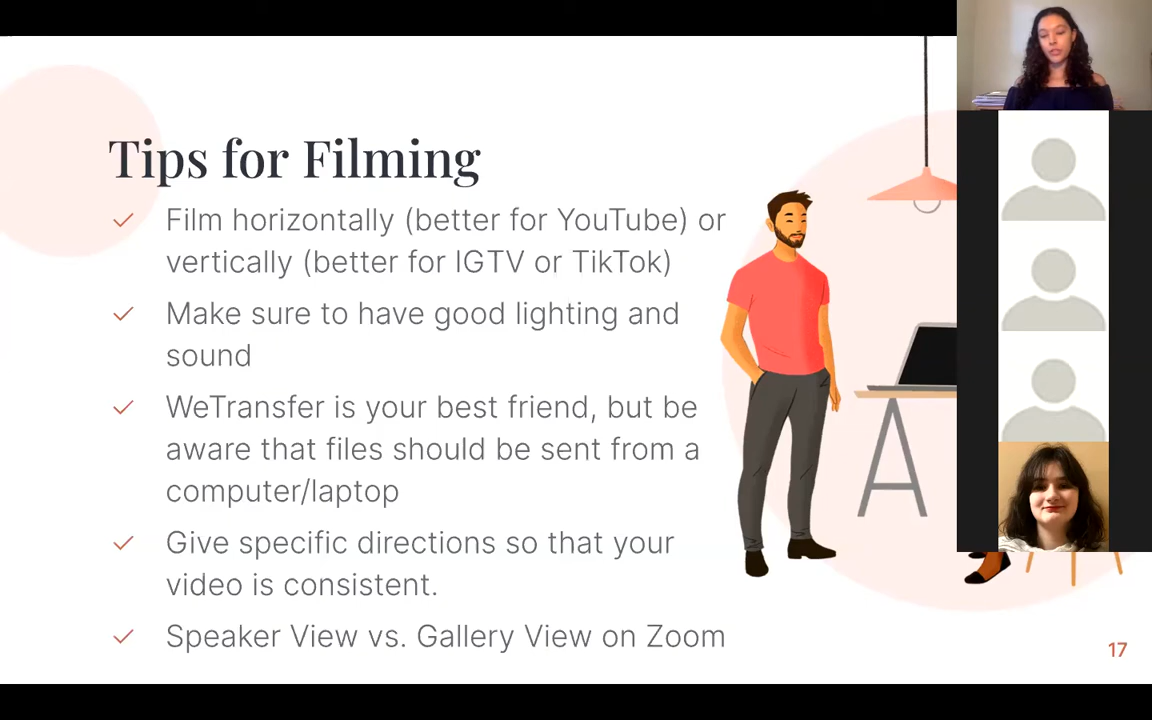 Tips for Filming
Film horizontally (better for YouTube) or
vertically (better for IGTV or TikTok)
Make sure to have good lighting and
sound
WeTransfer is your best friend, but be
aware that files should be sent from a
computer/laptop
Give specific directions so that your
video is consistent.
Speaker View vs. Gallery View on Zoom
17